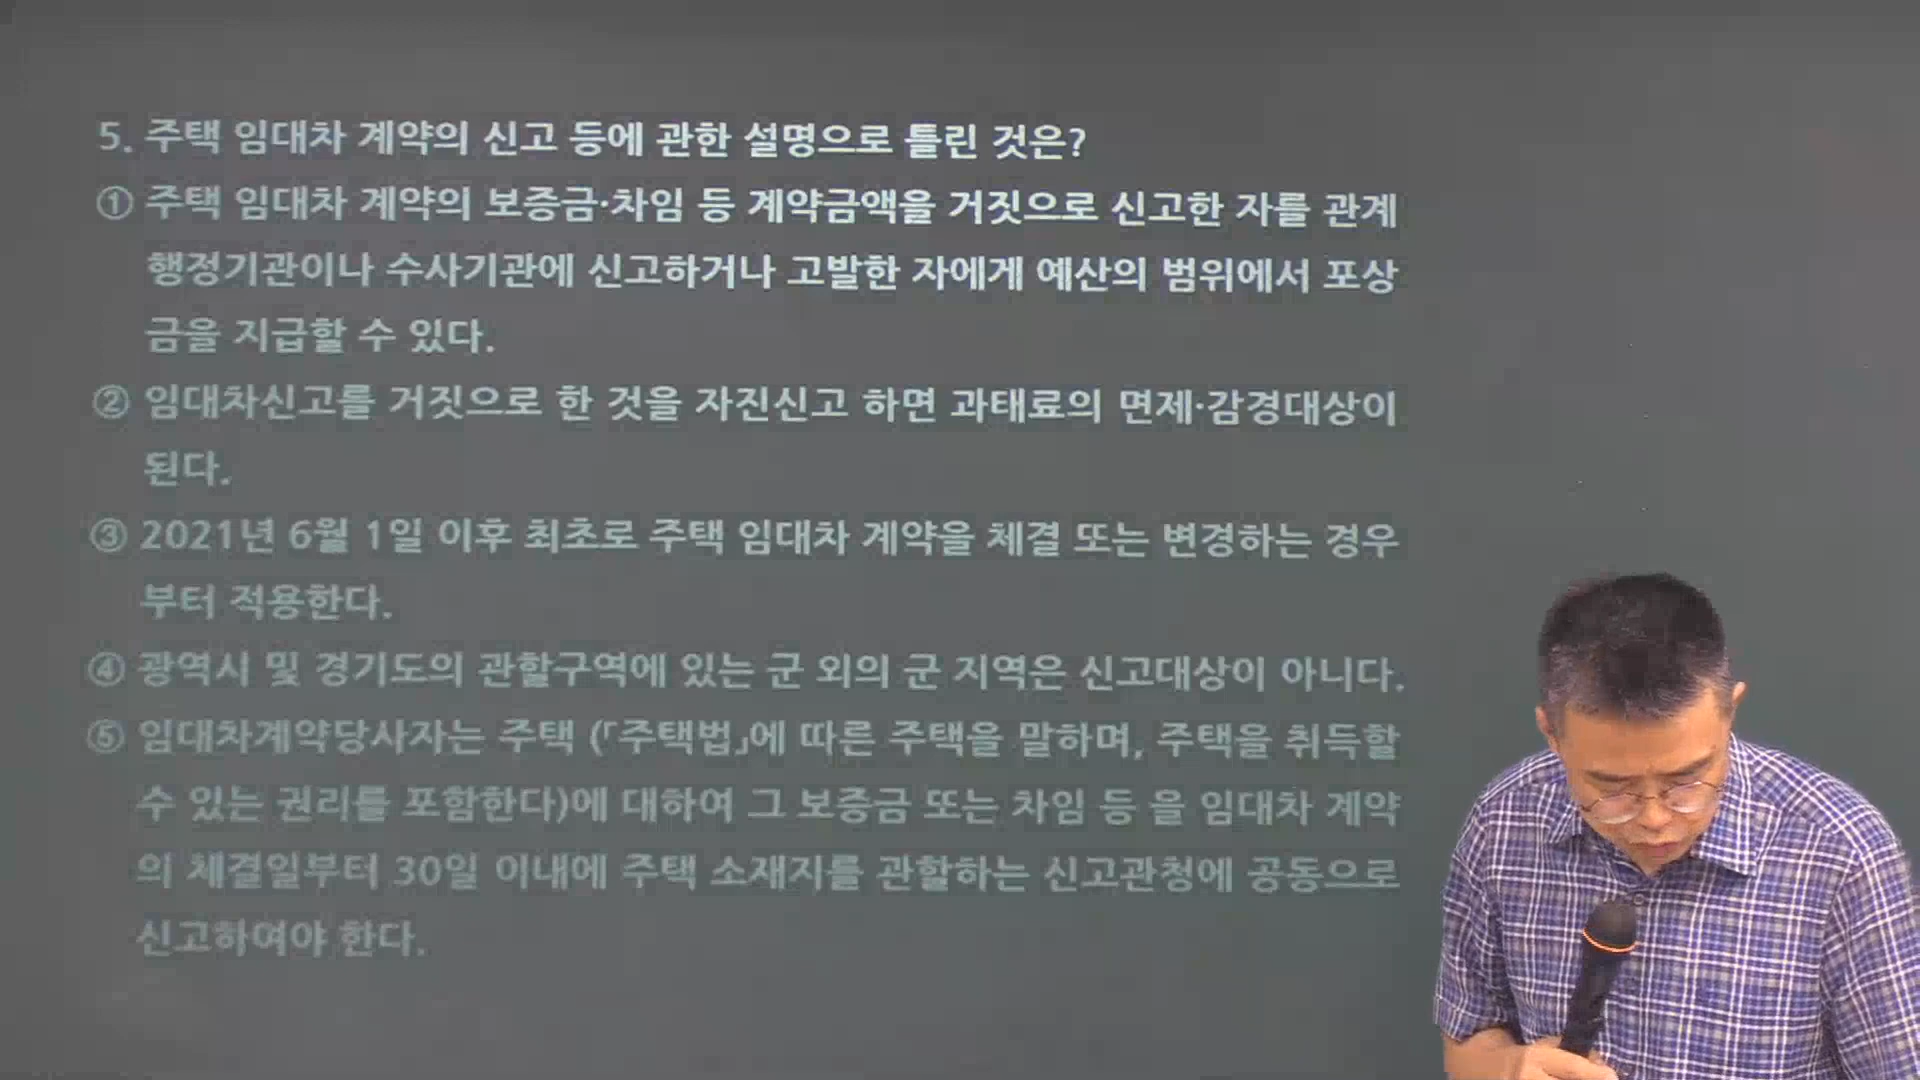 5. 주택 임대차 계약의 신고 등에 관한 설명으로 틀린 것은?
① 주택 임대차 계약의 보증금·차임 등 계약금액을 거짓으로 신고한 자를 관계
행정기관이나 수사기관에 신고하거나 고발한 자에게 예산의 범위에서 포상
금을 지급할 수 있다.
② 임대차신고를 거짓으로 한 것을 자진신고 하면 과태료의 면제·감경대상이
된다.
③ 2021년 6월 1일 이후 최초로 주택 임대차 계약을 체결 또는 변경하는 경우
부터 적용한다.
④ 광역시 및 경기도의 관할구역에 있는 군 외의 군 지역은 신고대상이 아니다.
⑤ 임대차계약당사자는 주택 (「주택법」에 따른 주택을 말하며, 주택을 취득할
수 있는 권리를 포함한다)에 대하여 그 보증금 또는 차임 등 을 임대차 계약
의 체결일부터 30일 이내에 주택 소재지를 관할하는 신고관청에 공동으로
신고하여야 한다.